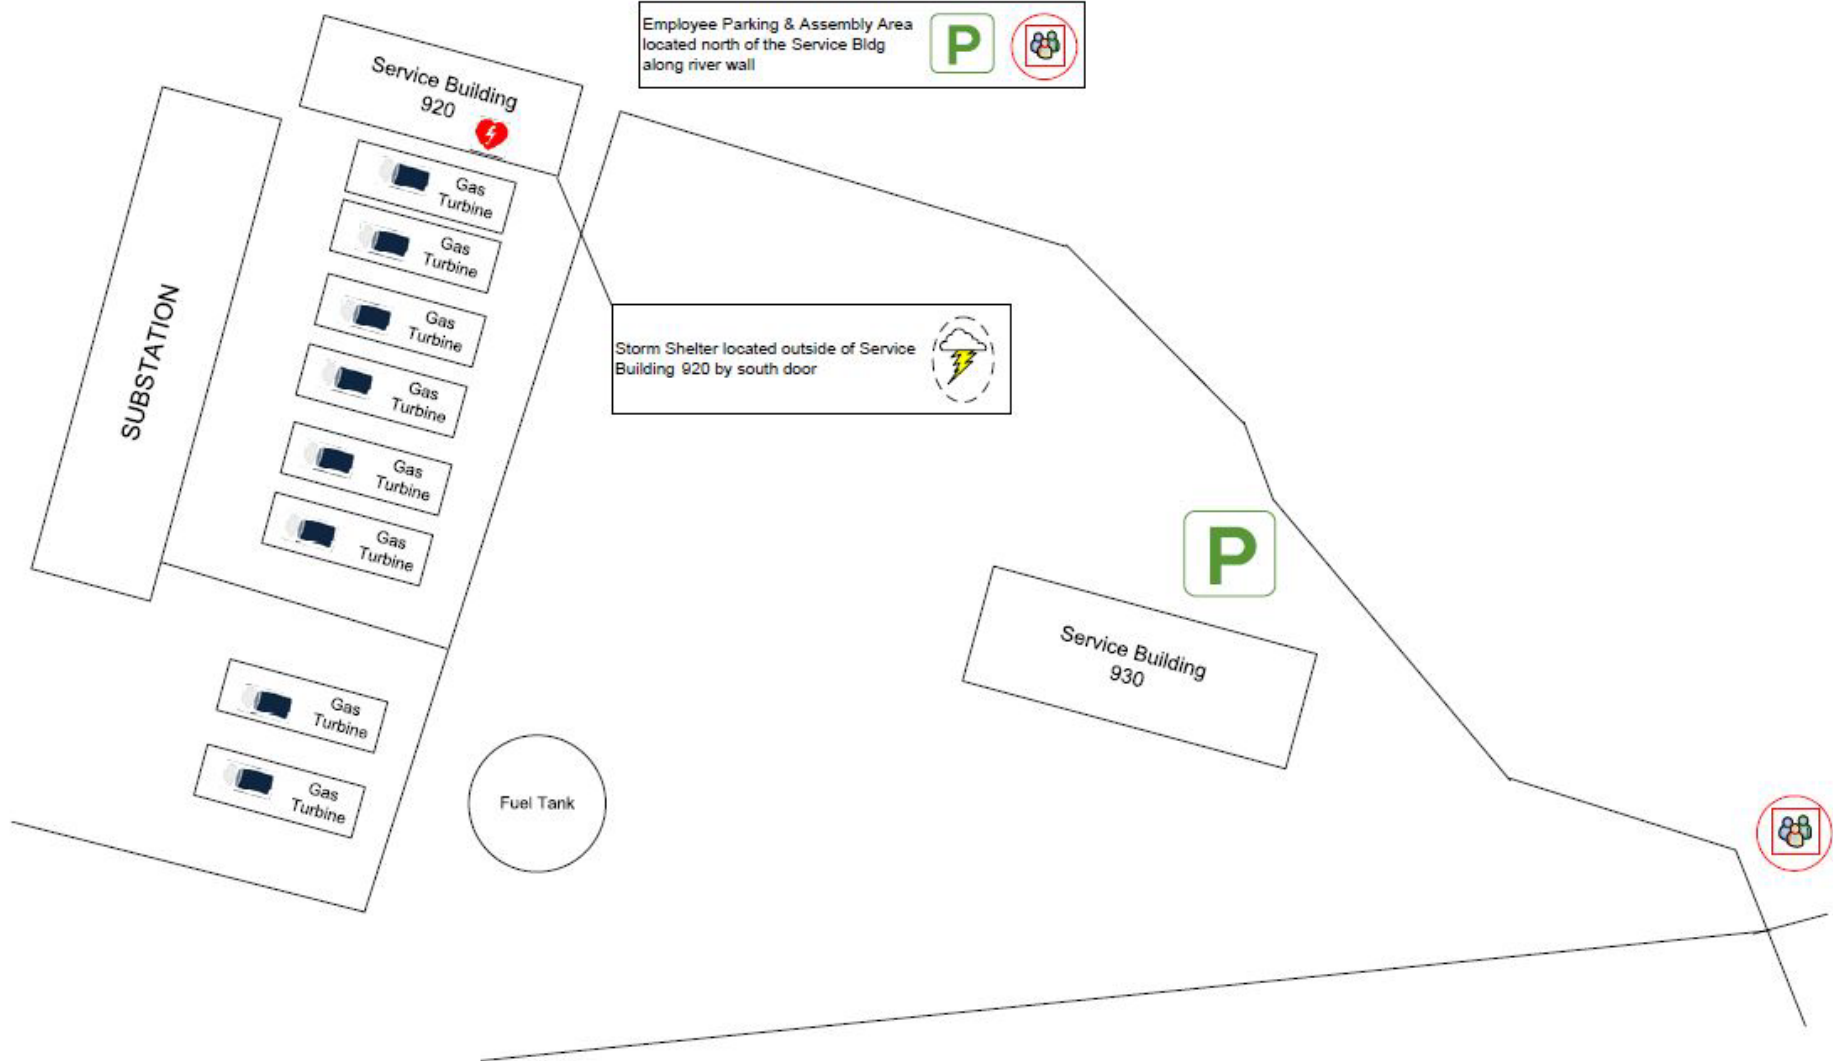 Employee Parking & Assembly Area
located north of the Service Bldg
along river wall
P
Service Building
920
Gas
Turbine
Gas
Turbine
Gas
Turbine
Gas
Turbine
Gas
Turbine
Gas
Turbine
SUBSTATION
Storm Shelter located outside of Service
Building 920 by south door
P
Service Building
930
Gas
Turbine
Gas
Turbine
Fuel Tank